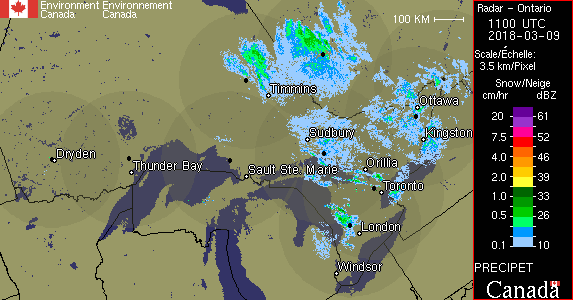 Environment Environnement
Canada Canada
100 KM
Timmins
Ottawa
Sudbury
Kingston
Dryden
Thunder Bay
Sault Ste. Marie
Orillia
Toronto
London
Windsor
Radar - Ontario
1100 UTC
2018-03-09
Scale/Échelle:
3.5 km/Pixel
Snow/Neige
cm/hr dBZ
20 61
7.5 52
4.0 46
2.0 39
1.0 33
0.5 26
0.1 10
PRECIPET
Canada